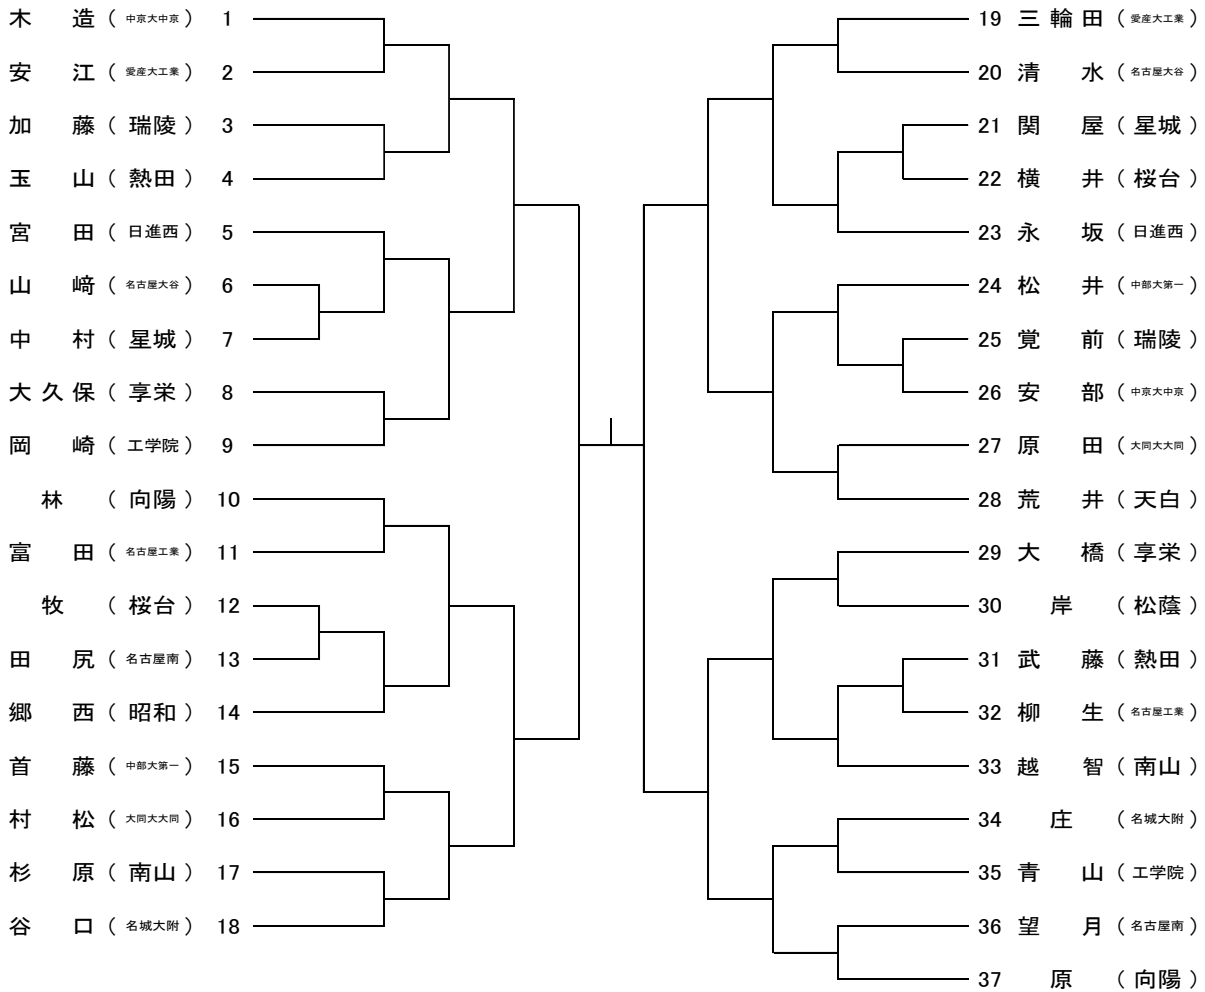 木造(中京大中京) 1
安江(愛産大工業) 2
加藤(瑞陵) 3
玉山(熱田) 4
宮田(日進西) 5
山﨑(名古屋大谷) 6
中村(星城) 7
大久保(享栄) 8
岡崎(工学院) 9
林(向陽) 10
富田(名古屋工業) 11
牧(桜台) 12
田尻(名古屋南) 13
郷西(昭和) 14
首藤(中部大第一) 15
村松(大同大大同) 16
杉原(南山) 17
谷口(名城大附) 18
19 三輪田(愛産大工業)
20 清水(名古屋大谷)
21 関屋(星城)
22 横井(桜台)
23 永坂(日進西)
24 松井(中部大第一)
25 覚前(瑞陵)
26 安部(中京大中京)
27 原田(大同大大同)
28 荒井(天白)
29 大橋(享栄)
30 岸(松蔭)
31 武藤(熱田)
32 柳生(名古屋工業)
33 越智(南山)
34 庄(名城大附)
35 青山(工学院)
36 望月(名古屋南)
37 原(向陽)